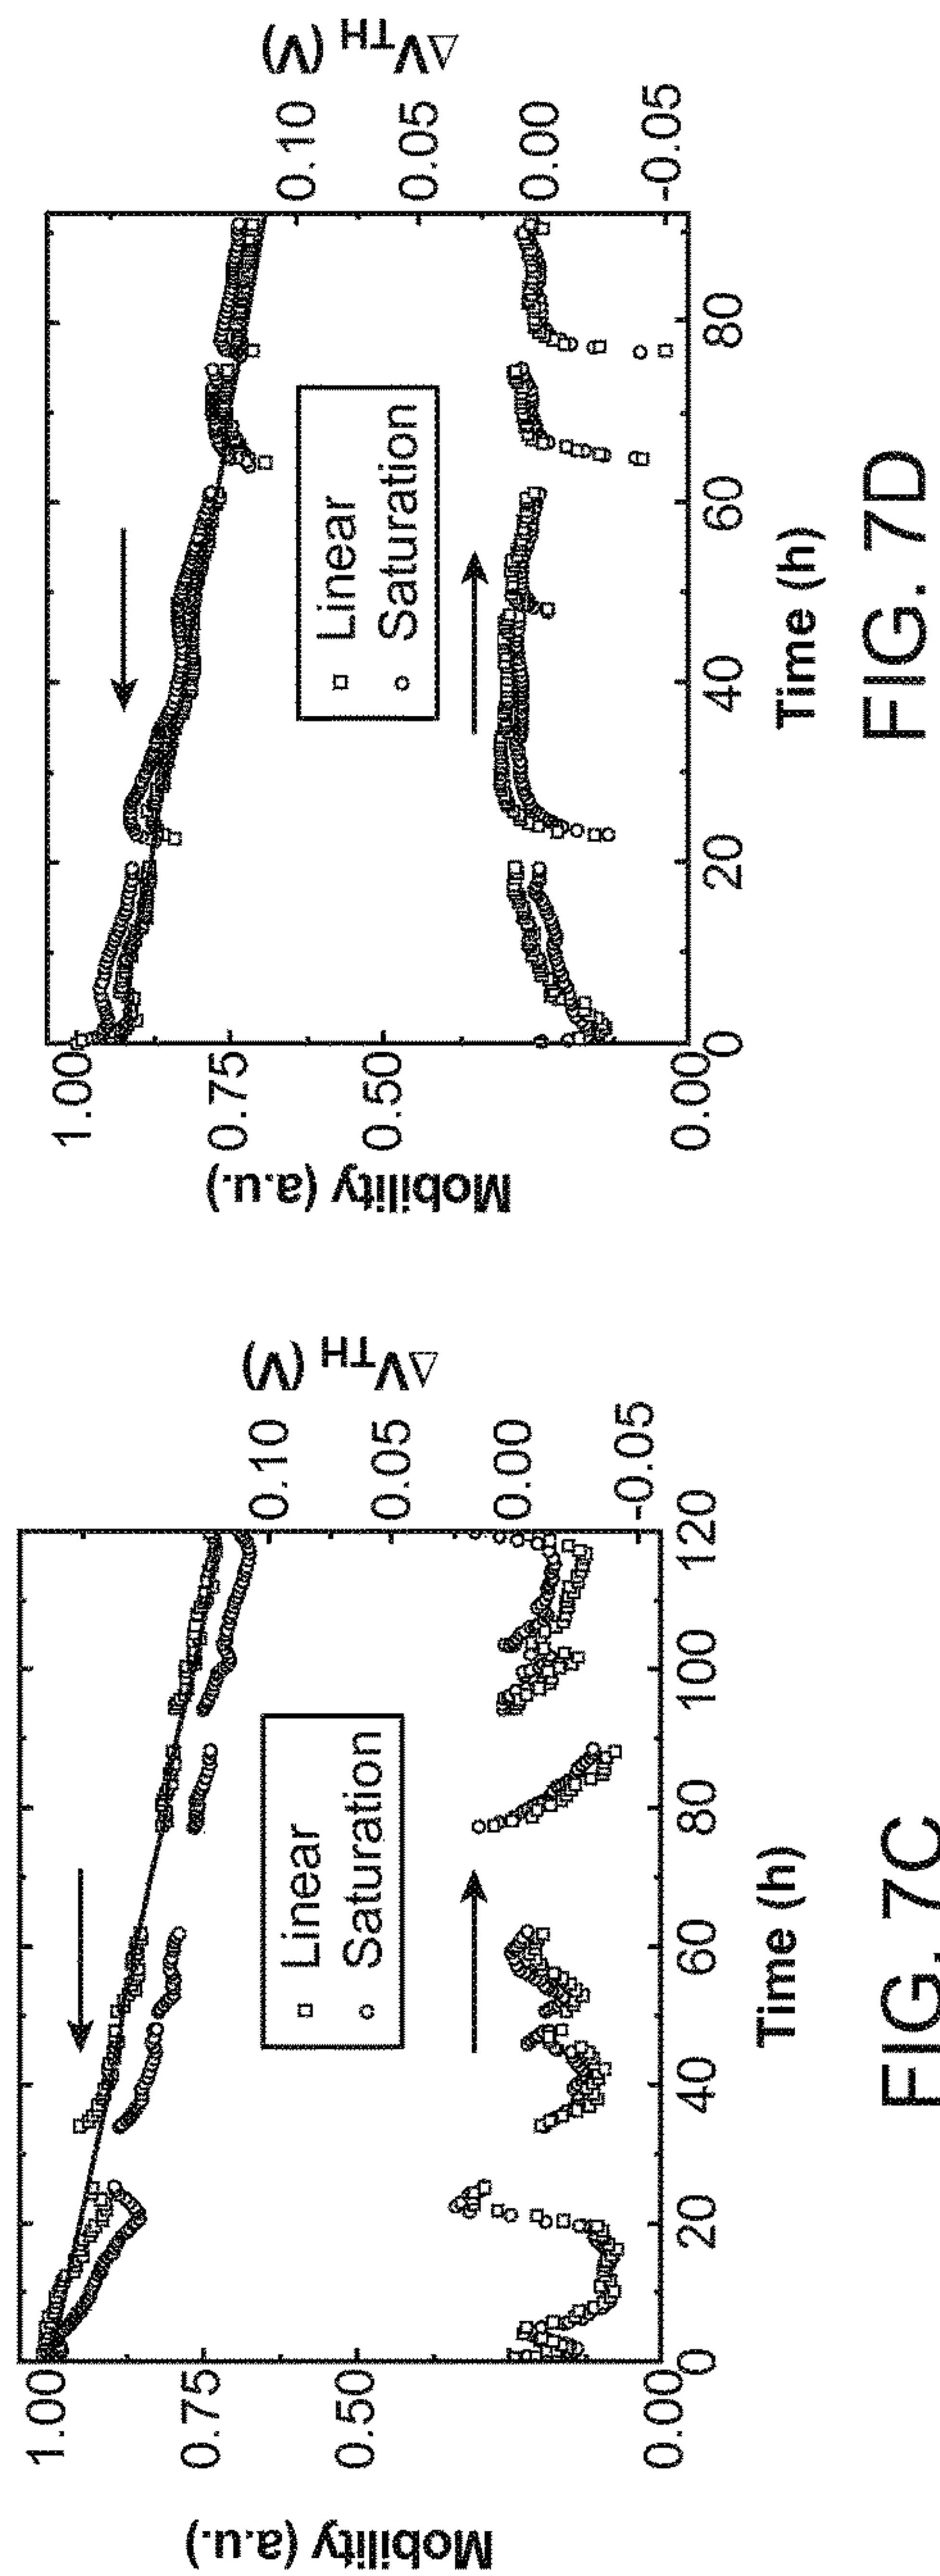 Mobility (a.u.)
1.00
0.75
0.50
0.00
0
20
40
60
80
100
120
Time (h)
ΔVTH (V)
0.10
0.05
0.00
-0.05
□ Linear
○ Saturation
FIG. 7C
Mobility (a.u.)
1.00
0.75
0.50
0.00
0
20
40
60
80
Time (h)
ΔVTH (V)
0.10
0.05
0.00
-0.05
□ Linear
○ Saturation
FIG. 7D